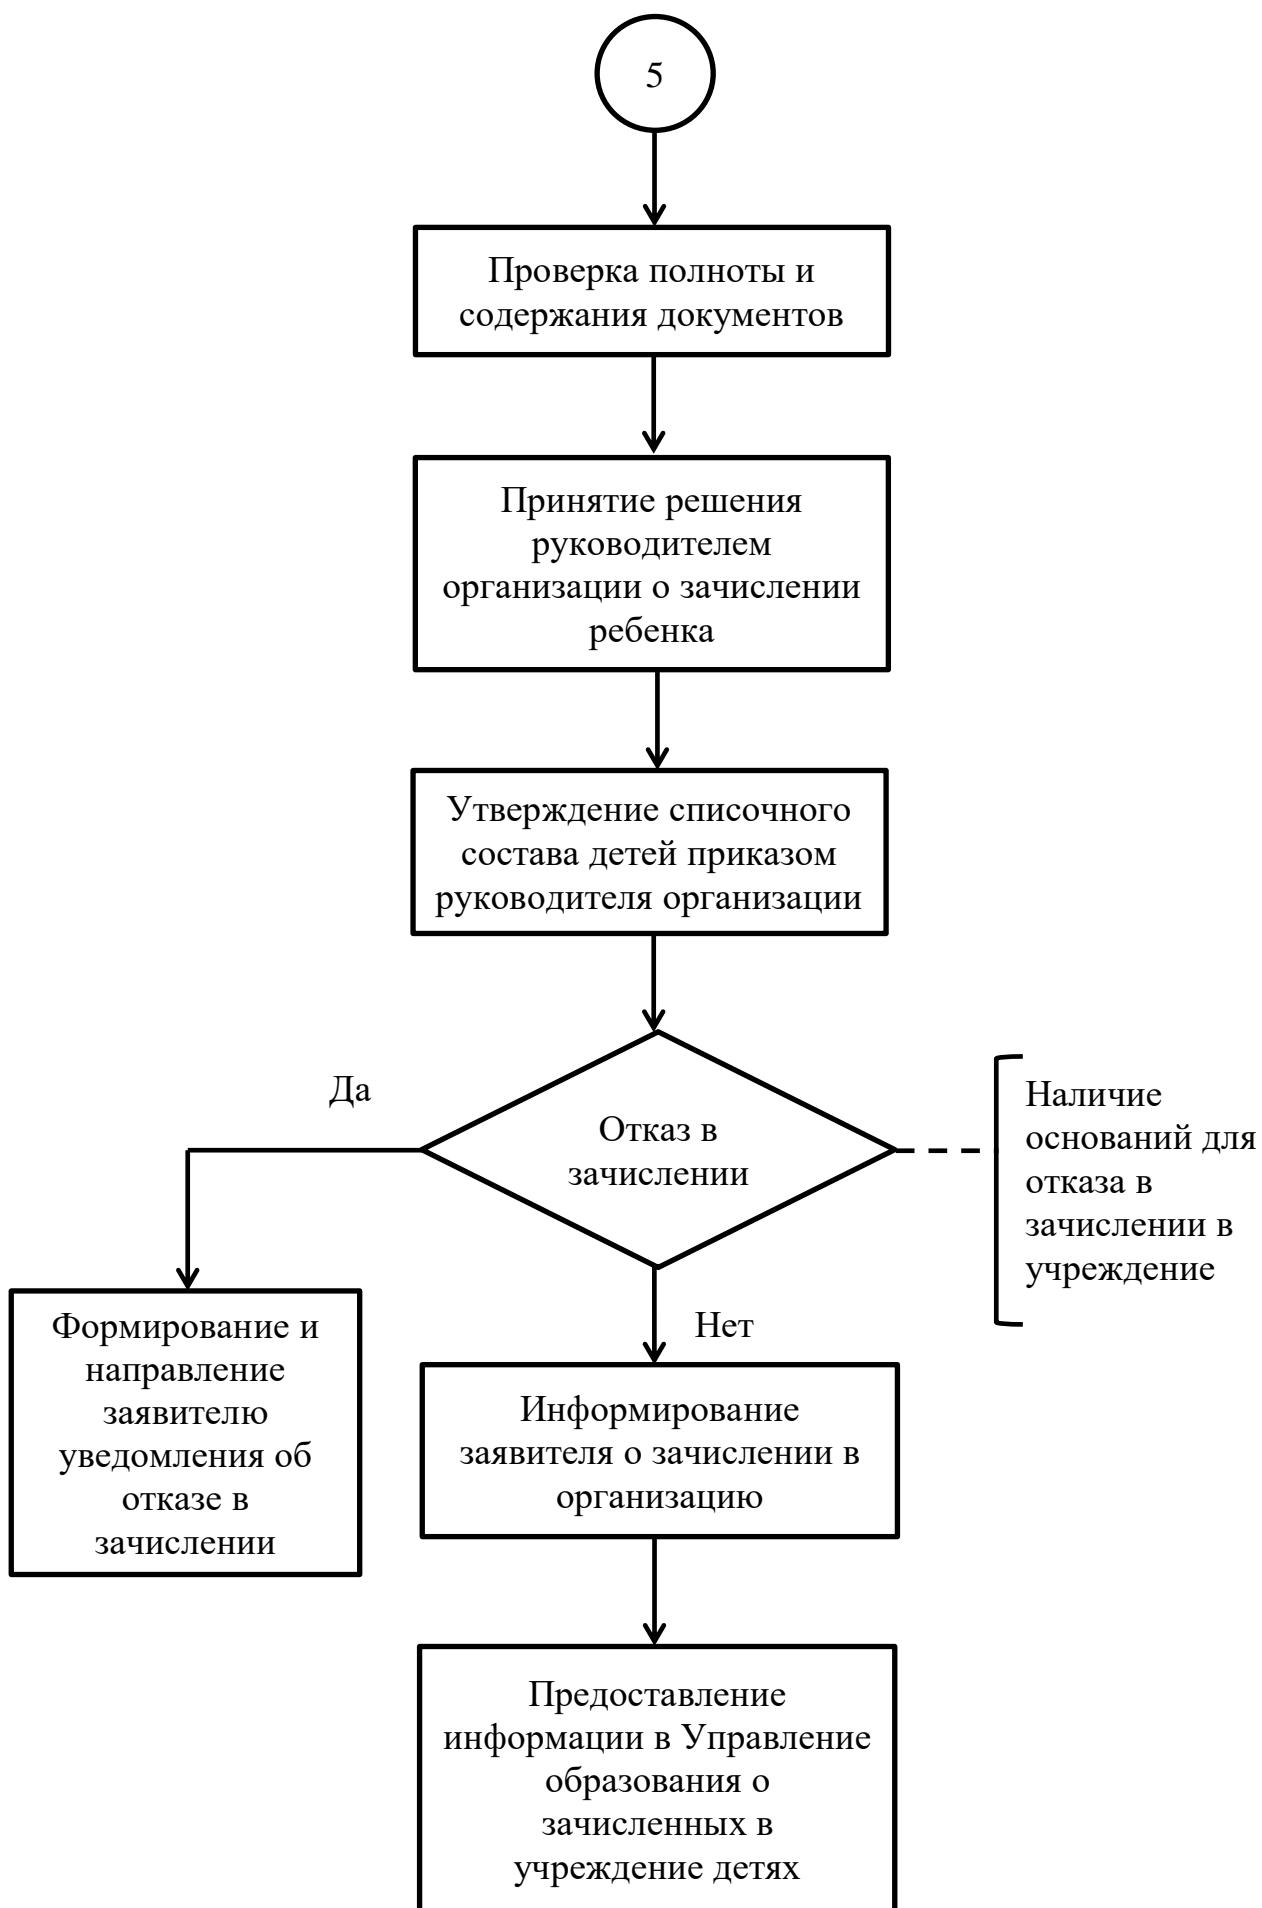 5
Проверка полноты и
содержания документов
Принятие решения
руководителем
организации о зачислении
ребенка
Утверждение списочного
состава детей приказом
руководителя организации
Да
Отказ в
зачислении
Наличие
оснований для
отказа в
зачислении в
учреждение
Нет
Формирование и
направление
заявителю
уведомления об
отказе в
зачислении
Информирование
заявителя о зачислении в
организацию
Предоставление
информации в Управление
образования о
зачисленных в
учреждение детях